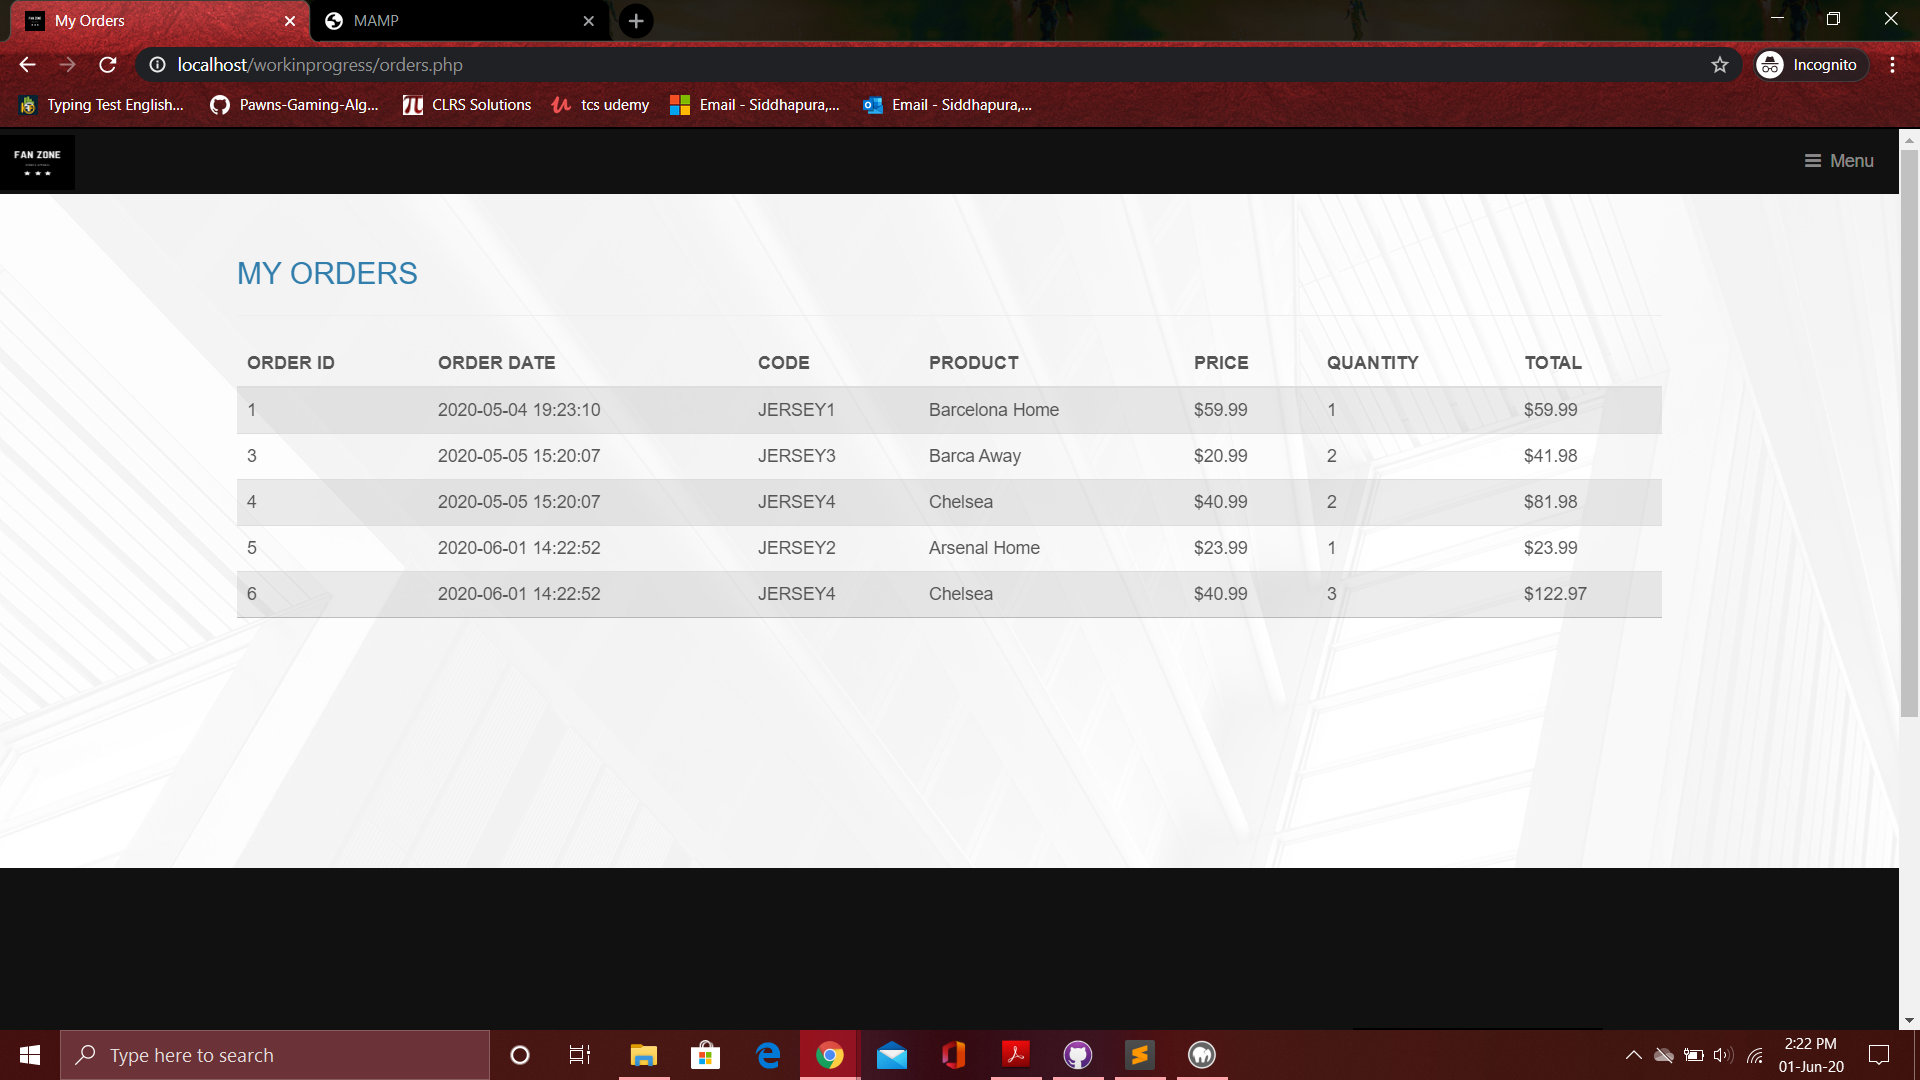 My Orders
MAMP
localhost/workinprogress/orders.php
Incognito
Typing Test English... Pawns-Gaming-Alg... CLRS Solutions tcs udemy Email - Siddhapura,... Email - Siddhapura,...
FAN ZONE
Menu
MY ORDERS
ORDER ID ORDER DATE CODE PRODUCT PRICE QUANTITY TOTAL
1 2020-05-04 19:23:10 JERSEY1 Barcelona Home $59.99 1 $59.99
3 2020-05-05 15:20:07 JERSEY3 Barca Away $20.99 2 $41.98
4 2020-05-05 15:20:07 JERSEY4 Chelsea $40.99 2 $81.98
5 2020-06-01 14:22:52 JERSEY2 Arsenal Home $23.99 1 $23.99
6 2020-06-01 14:22:52 JERSEY4 Chelsea $40.99 3 $122.97
Type here to search
2:22 PM
01-Jun-20